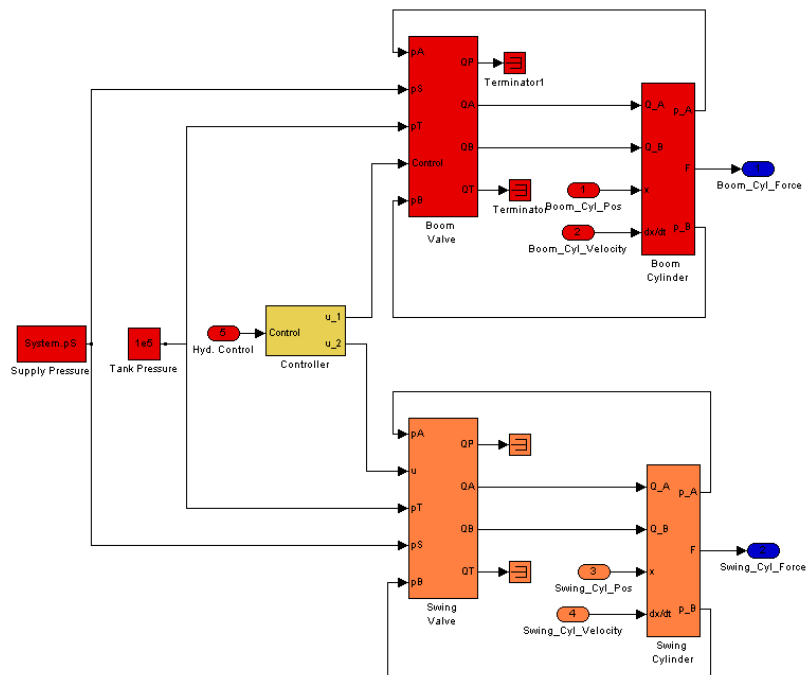 pA
QP
Terminator1
pS
QA
Q_A
p_A
pT
QB
Q_B
Control
F
1
Boom_Cyl_Force
QT
1
x
pB
Terminator
Boom_Cyl_Pos
Boom
Valve
2
dx/dt
p_B
Boom_Cyl_Velocity
Boom
Cylinder
System.pS
Supply Pressure
1e5
Tank Pressure
Hyd. Control
Control
u_1
u_2
Controller
pA
QP
u
QA
Q_A
p_A
pT
QB
Q_B
pS
F
2
Swing_Cyl_Force
QT
3
x
pB
Swing_Cyl_Pos
Swing
Valve
4
dx/dt
p_B
Swing_Cyl_Velocity
Swing
Cylinder